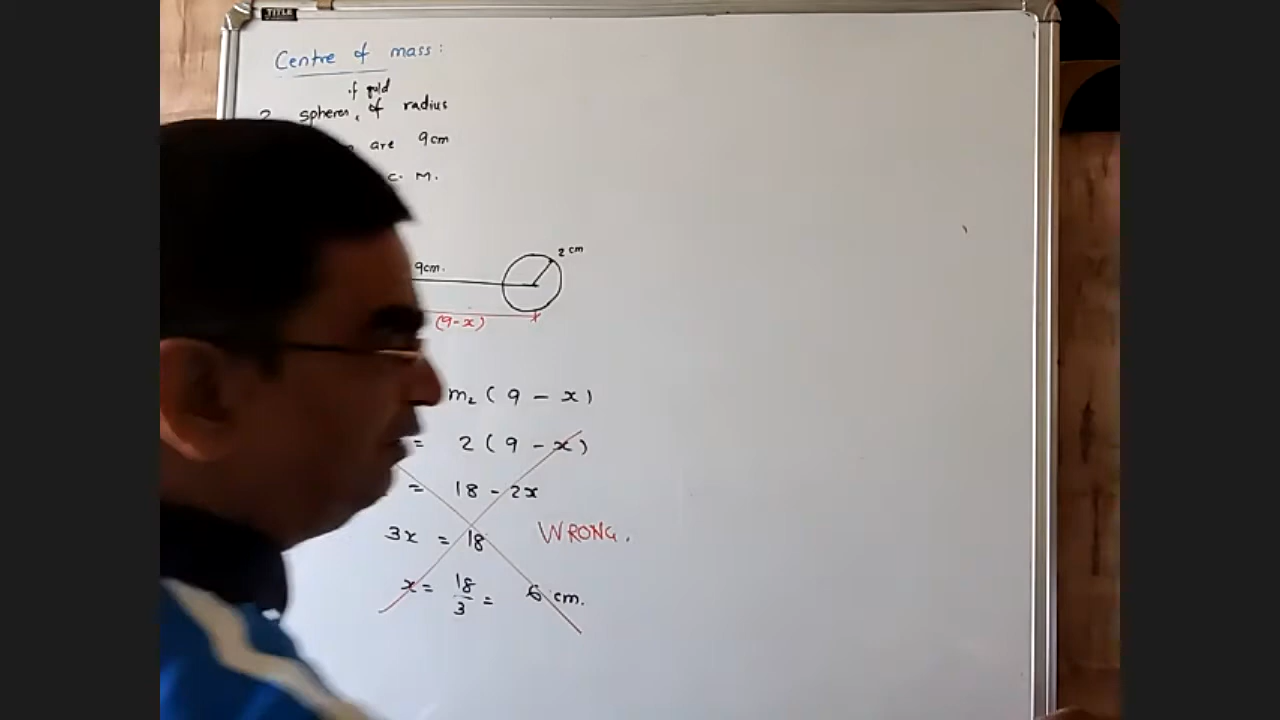 TITLE
Centre of mass:
of gold
2 spheres, of radius
are 9cm
C. M.
2 cm
9cm.
(9-x)
m₂ ( 9 - x )
= 2 ( 9 - x )
= 18 - 2x
3x = 18 WRONG.
x = 18/3 = 6 cm.